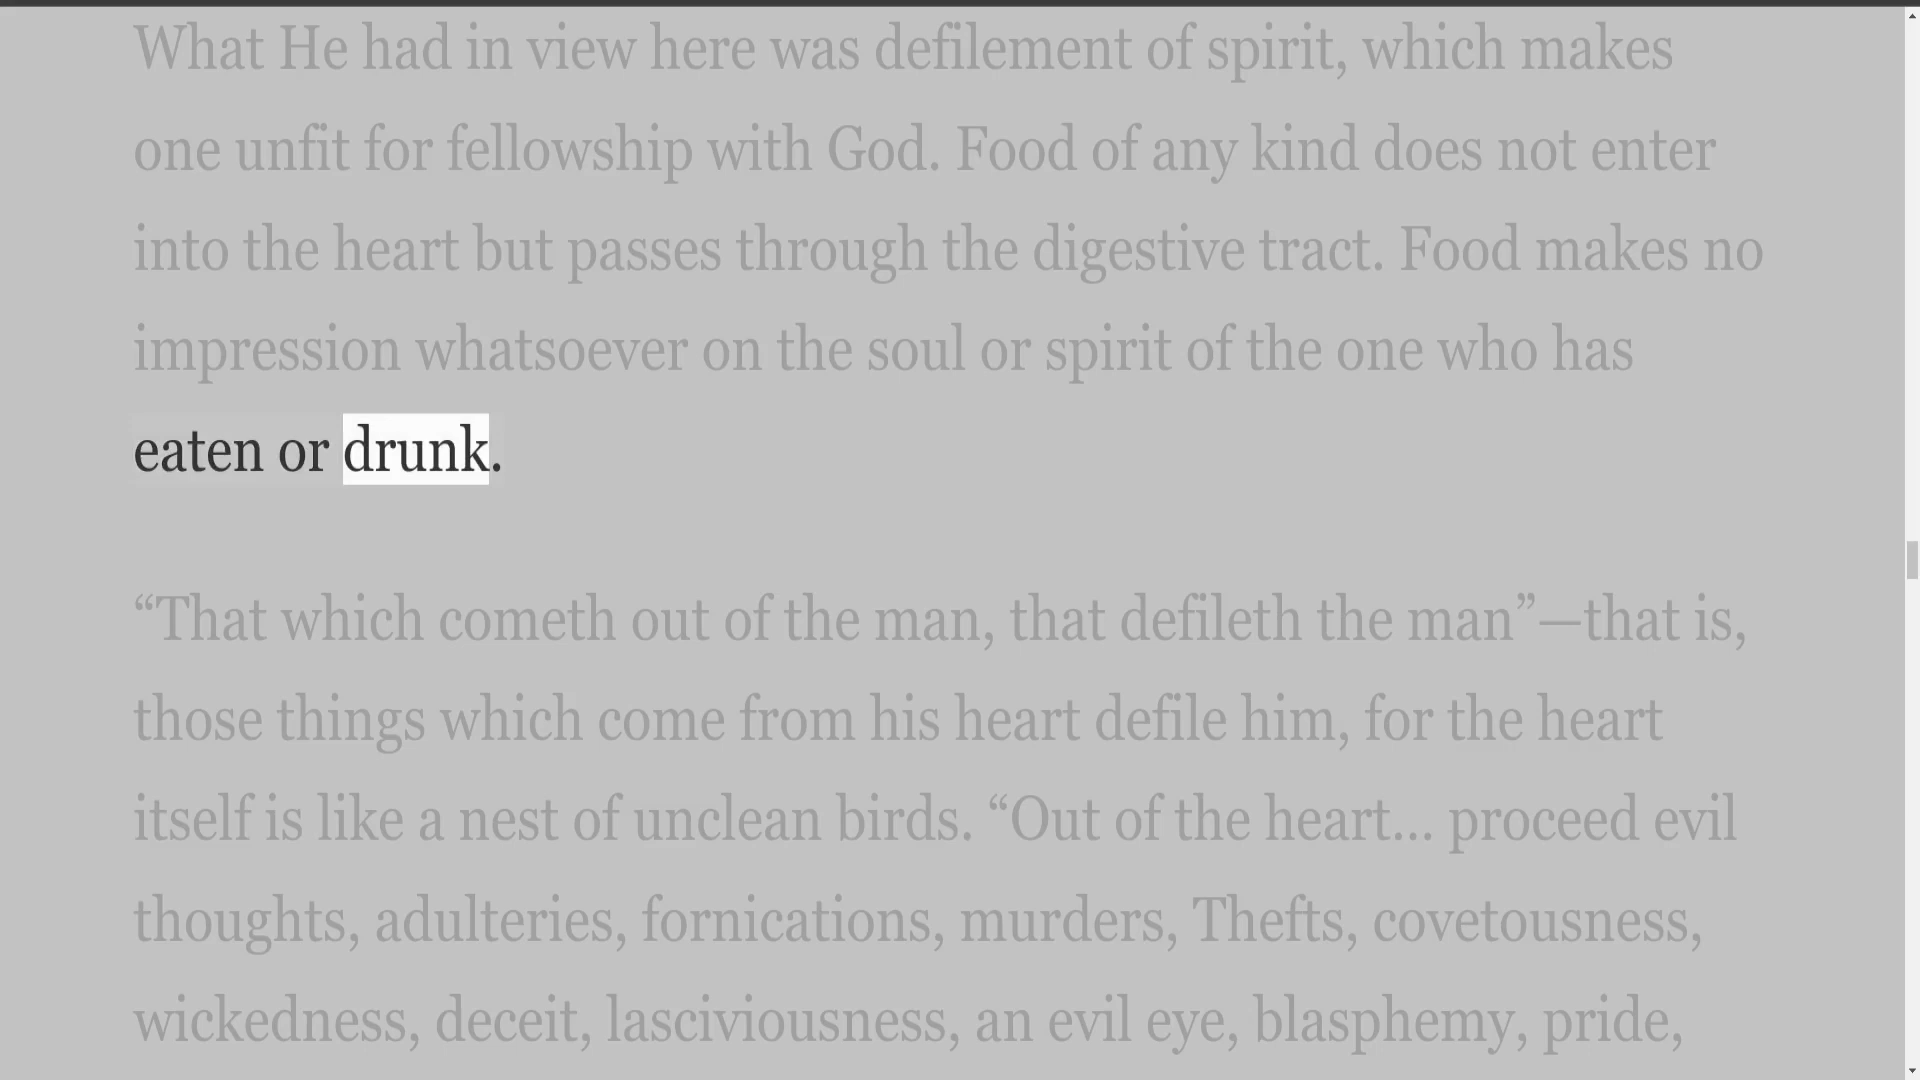 What He had in view here was defilement of spirit, which makes
one unfit for fellowship with God. Food of any kind does not enter
into the heart but passes through the digestive tract. Food makes no
impression whatsoever on the soul or spirit of the one who has
eaten or drunk.
“That which cometh out of the man, that defileth the man”—that is,
those things which come from his heart defile him, for the heart
itself is like a nest of unclean birds. “Out of the heart... proceed evil
thoughts, adulteries, fornications, murders, Thefts, covetousness,
wickedness, deceit, lasciviousness, an evil eye, blasphemy, pride,